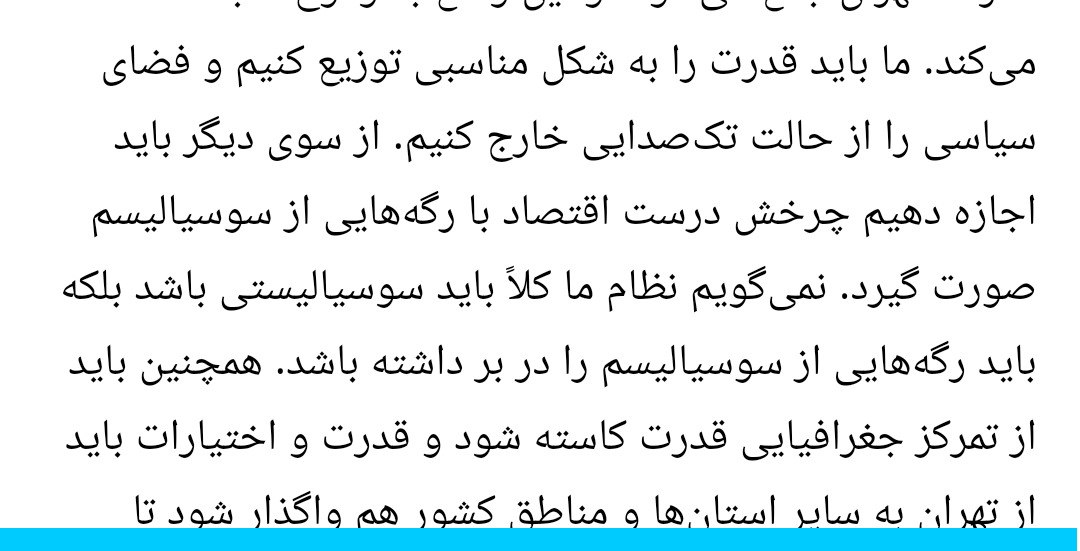 می‌کند. ما باید قدرت را به شکل مناسبی توزیع کنیم و فضای
سیاسی را از حالت تک‌صدایی خارج کنیم. از سوی دیگر باید
اجازه دهیم چرخش درست اقتصاد با رگه‌هایی از سوسیالیسم
صورت گیرد. نمی‌گویم نظام ما کلاً باید سوسیالیستی باشد بلکه
باید رگه‌هایی از سوسیالیسم را در بر داشته باشد. همچنین باید
از تمرکز جغرافیایی قدرت کاسته شود و قدرت و اختیارات باید
از تهران به سایر استان‌ها و مناطق کشور هم واگذار شود تا